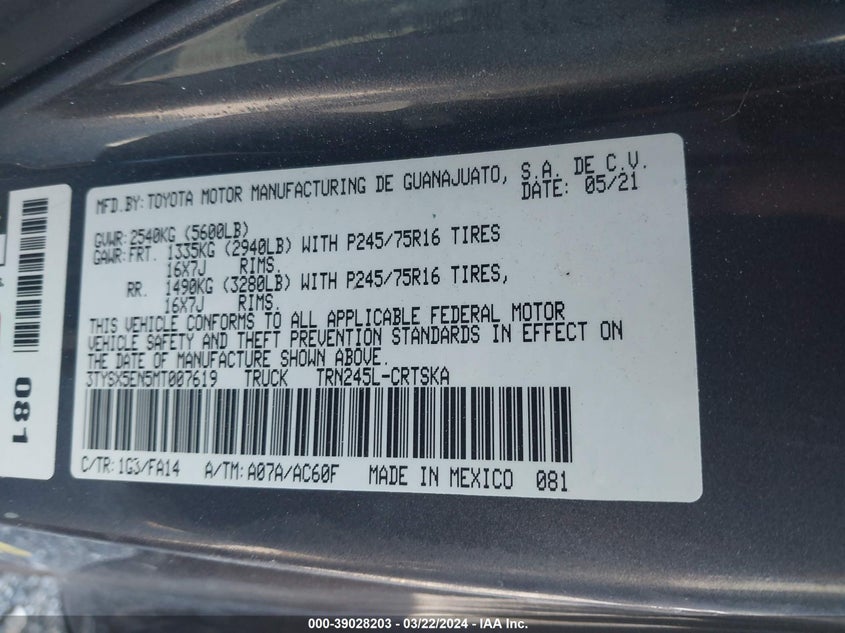 MFD.BY: TOYOTA MOTOR MANUFACTURING DE GUANAJUATO, S.A. DE C.V.
DATE: 05/21
GVWR: 2540KG (5600LB)
GAWR: FRT. 1335KG (2940LB) WITH P245/75R16 TIRES
16X7J RIMS.
RR. 1490KG (3280LB) WITH P245/75R16 TIRES,
16X7J RIMS.
THIS VEHICLE CONFORMS TO ALL APPLICABLE FEDERAL MOTOR
VEHICLE SAFETY AND THEFT PREVENTION STANDARDS IN EFFECT ON
THE DATE OF MANUFACTURE SHOWN ABOVE.
3TYSX5EN5MT007619 TRUCK TRN245L-CRTSKA
C/TR: 1G3/FA14 A/TM: A07A/AC60F MADE IN MEXICO 081
081
000-39028203 - 03/22/2024 - IAA Inc.